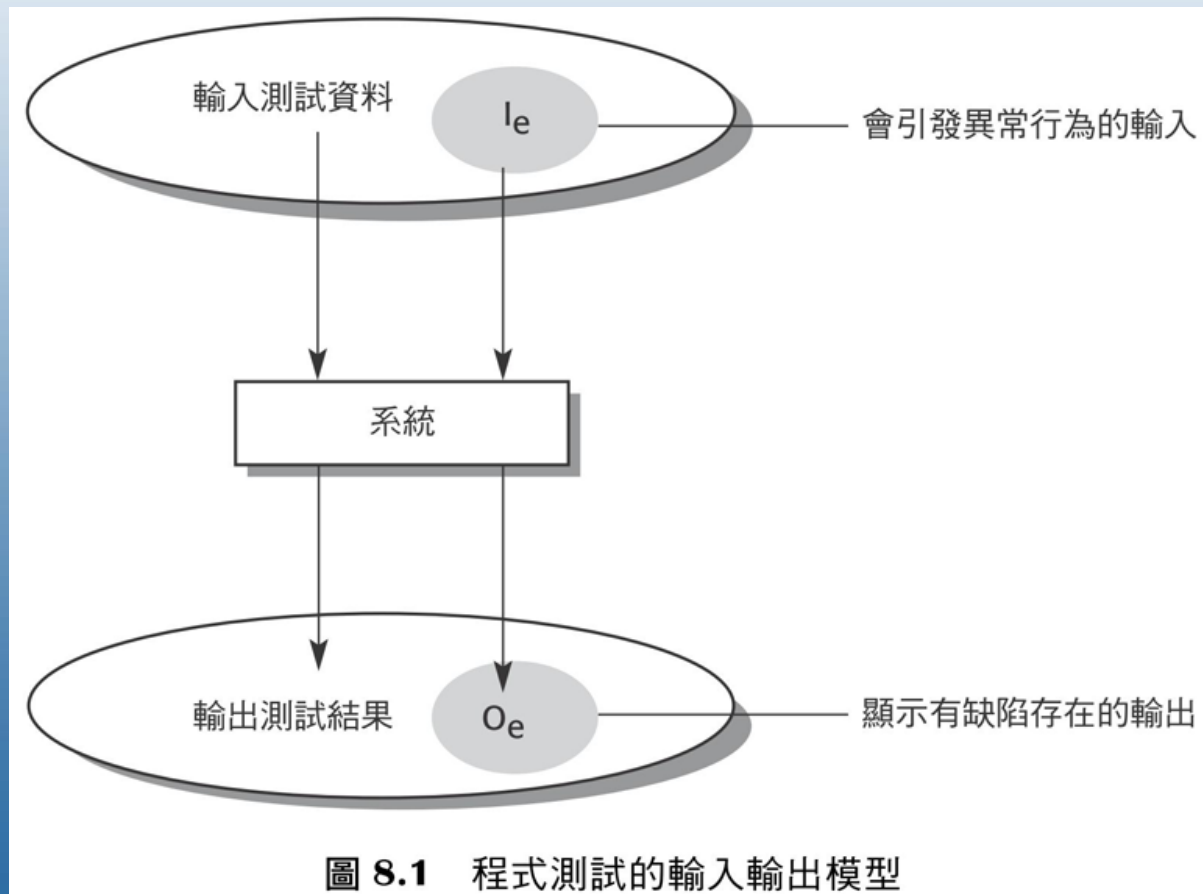 輸入測試資料
Ie
會引發異常行為的輸入
系統
輸出測試結果
Oe
顯示有缺陷存在的輸出
圖 8.1 程式測試的輸入輸出模型